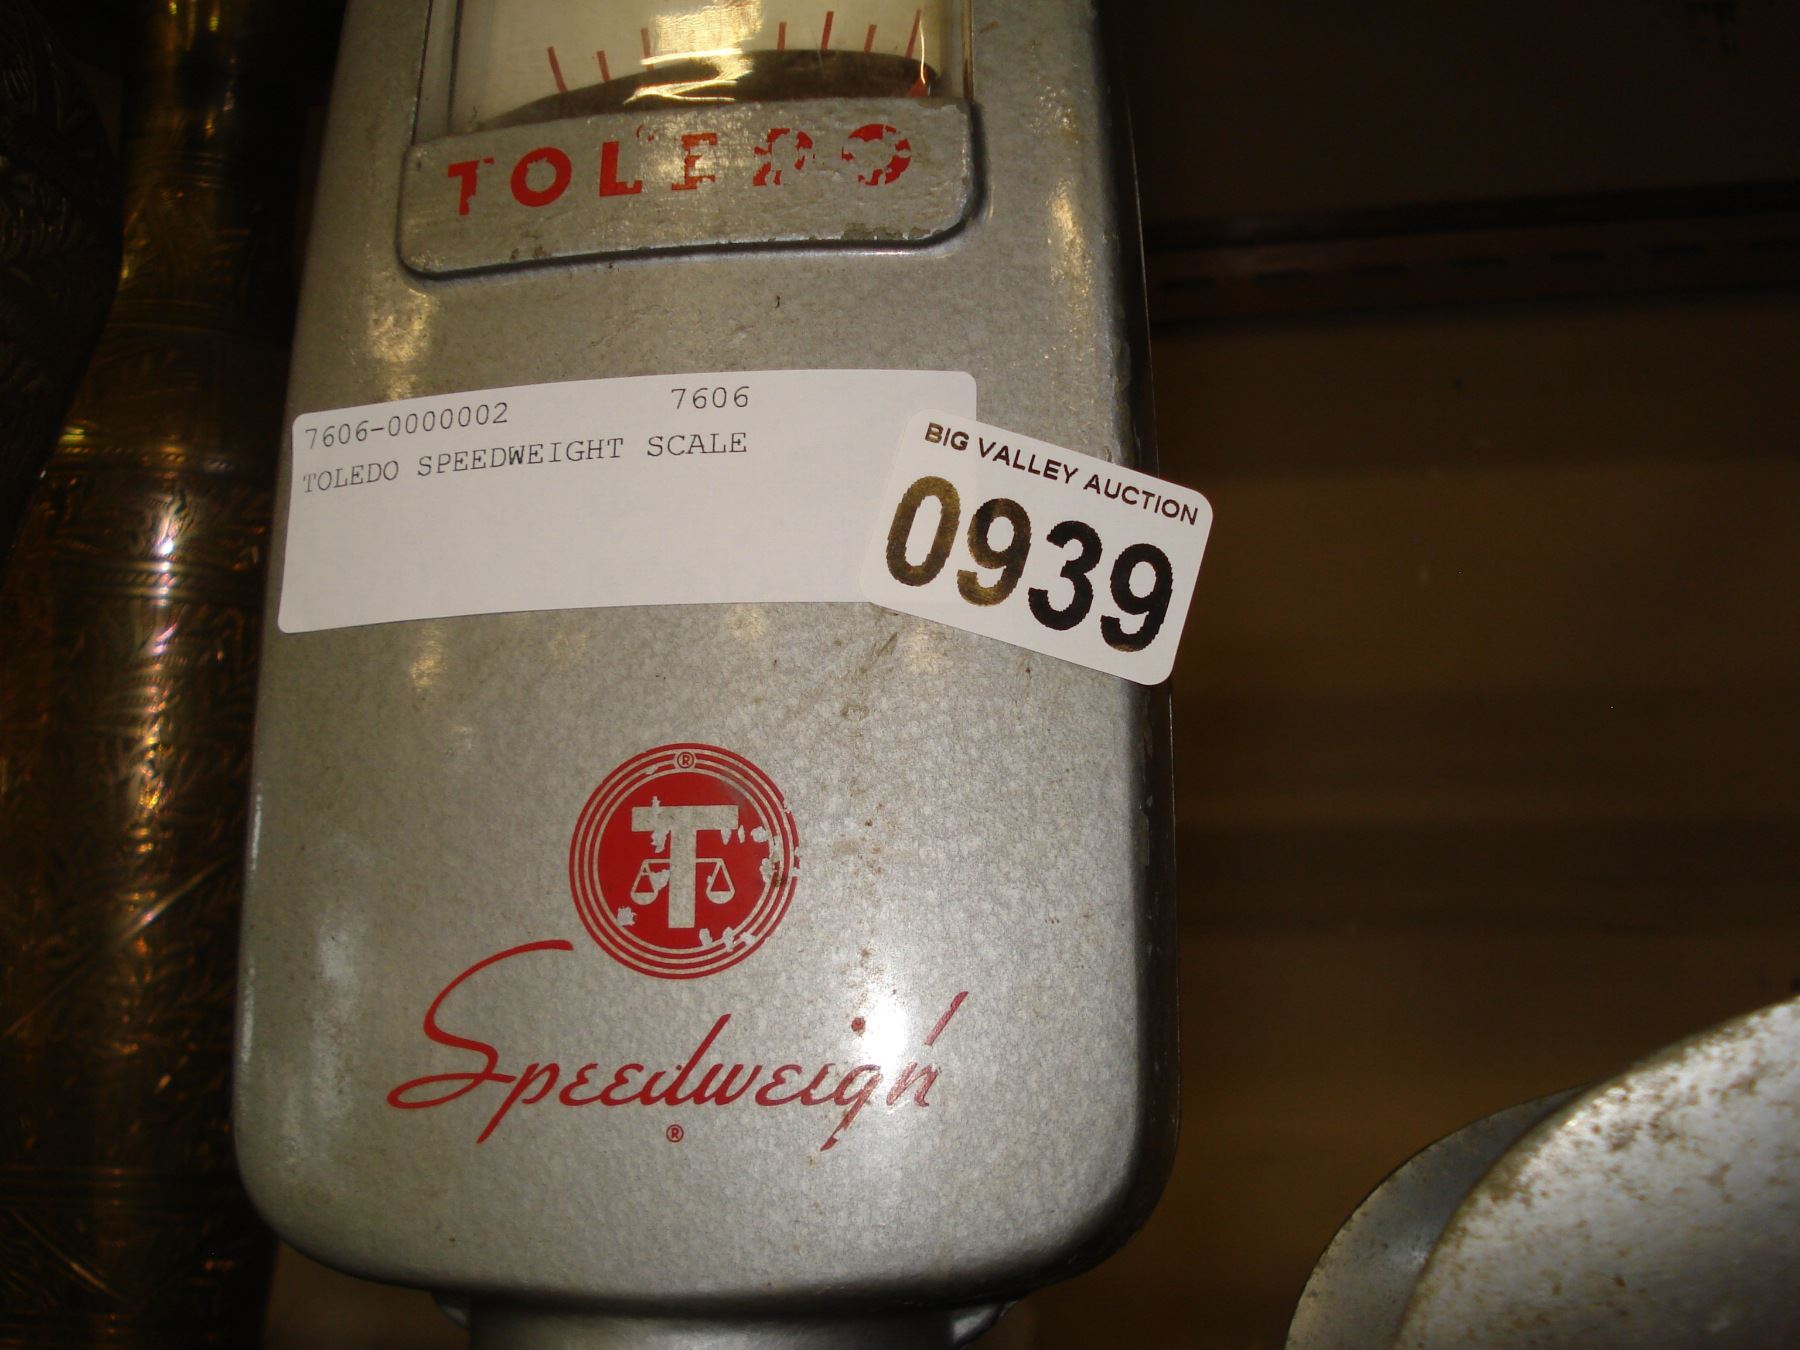 TOLEDO
7606-0000002 7606
TOLEDO SPEEDWEIGHT SCALE
BIG VALLEY AUCTION
0939
®
T
Speedweigh
®